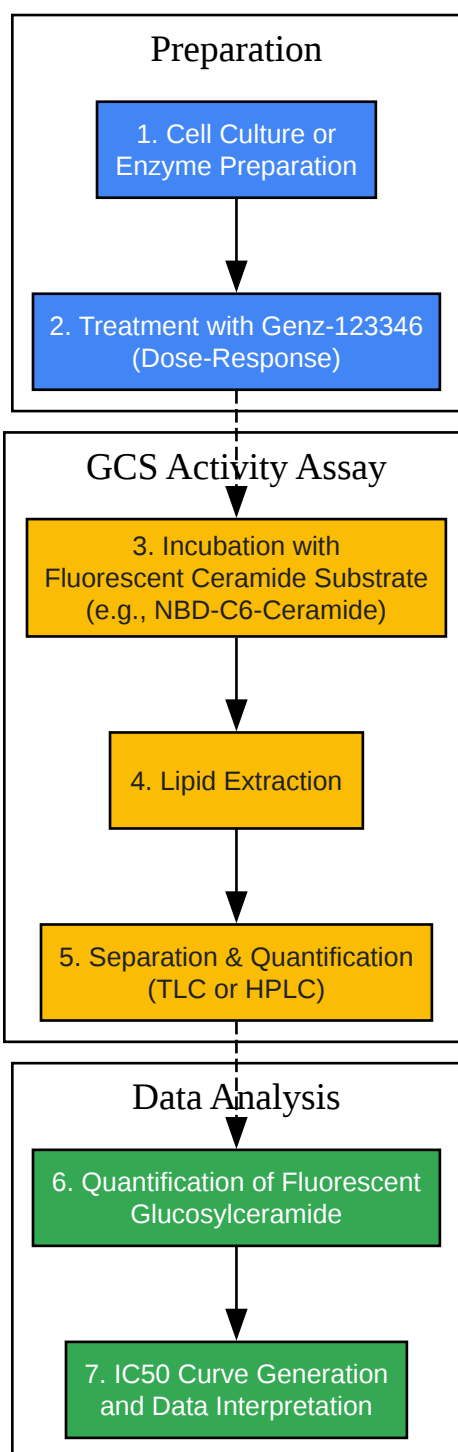 Preparation
1. Cell Culture or
Enzyme Preparation
2. Treatment with Genz-123346
(Dose-Response)
GCS Activity Assay
3. Incubation with
Fluorescent Ceramide Substrate
(e.g., NBD-C6-Ceramide)
4. Lipid Extraction
5. Separation & Quantification
(TLC or HPLC)
Data Analysis
6. Quantification of Fluorescent
Glucosylceramide
7. IC50 Curve Generation
and Data Interpretation